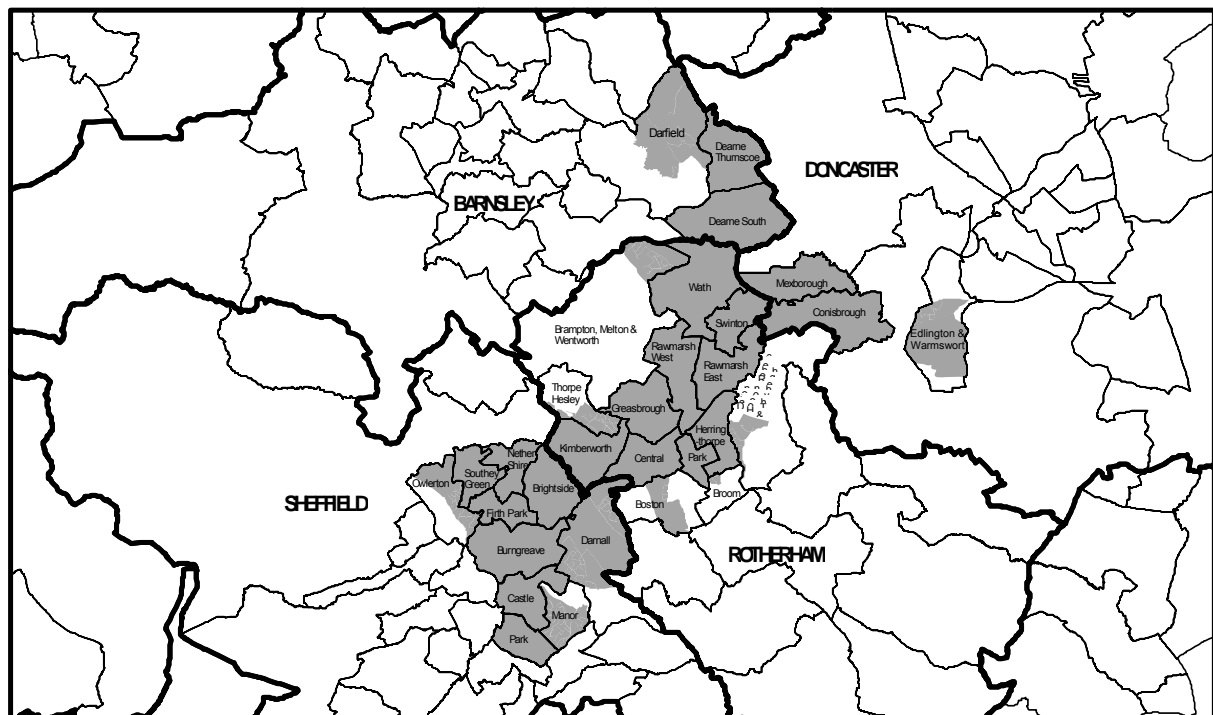 Darfield
Dearne
Thurnscoe
DONCASTER
BARNSLEY
Dearne South
Mexborough
Wath
Conisbrough
Swinton
Brampton, Melton &
Wentworth
Edlington &
Warmswort
Rawmarsh
West
Rawmarsh
East
Thorpe
Hesley
Greasbrough
Herring
-thorpe
Kimberworth
Central
Park
Nether
Shire
Southey
Green
Owlerton
Brightside
Broom
Boston
SHEFFIELD
Firth Park
Darnall
Burngreave
ROTHERHAM
Castle
Manor
Park